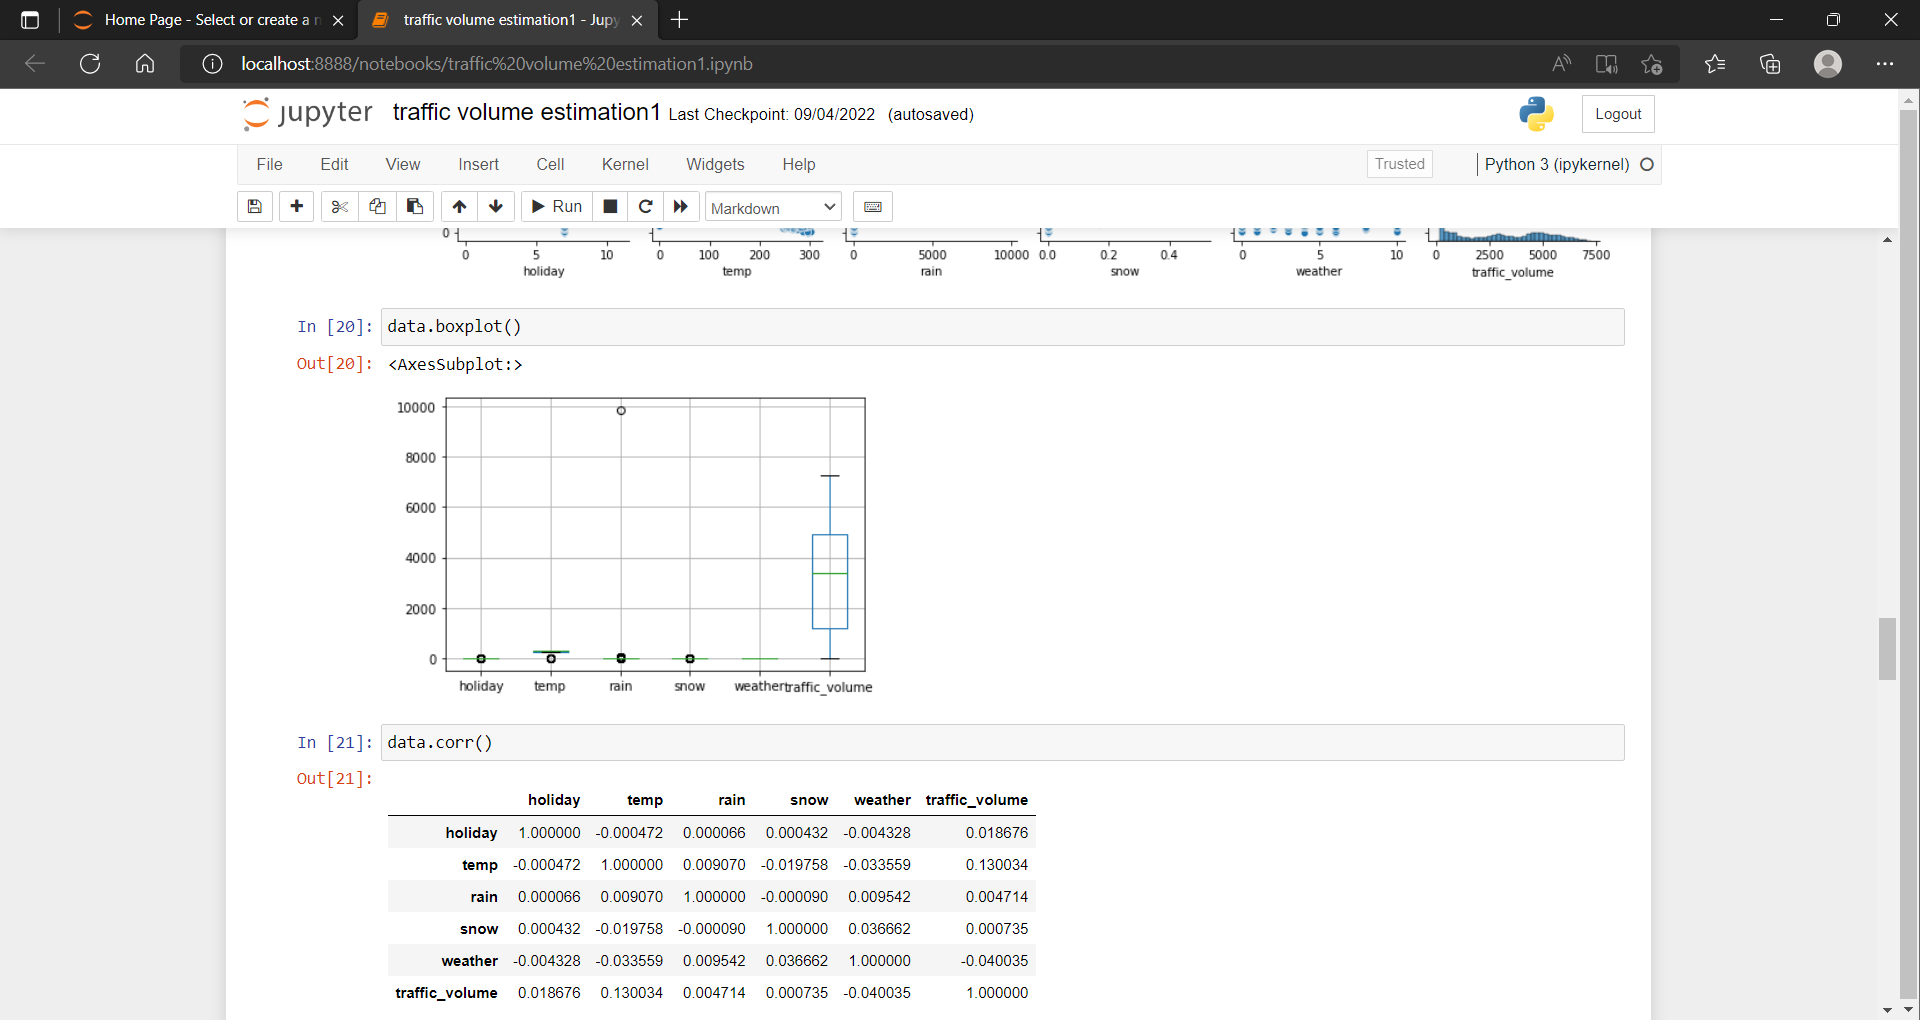 Home Page - Select or create a n
traffic volume estimation1 - Jupy
localhost:8888/notebooks/traffic%20volume%20estimation1.ipynb
jupyter traffic volume estimation1 Last Checkpoint: 09/04/2022 (autosaved)
Logout
File Edit View Insert Cell Kernel Widgets Help
Trusted
Python 3 (ipykernel)
Run
Markdown
0
0 5 10 0 100 200 300 0 5000 10000 0.0 0.2 0.4 0 5 10 0 2500 5000 7500
holiday temp rain snow weather traffic_volume
In [20]: data.boxplot()
Out[20]: <AxesSubplot:>
10000
8000
6000
4000
2000
0
holiday temp rain snow weather traffic_volume
In [21]: data.corr()
Out[21]:
holiday temp rain snow weather traffic_volume
holiday 1.000000 -0.000472 0.000066 0.000432 -0.004328 0.018676
temp -0.000472 1.000000 0.009070 -0.019758 -0.033559 0.130034
rain 0.000066 0.009070 1.000000 -0.000090 0.009542 0.004714
snow 0.000432 -0.019758 -0.000090 1.000000 0.036662 0.000735
weather -0.004328 -0.033559 0.009542 0.036662 1.000000 -0.040035
traffic_volume 0.018676 0.130034 0.004714 0.000735 -0.040035 1.000000